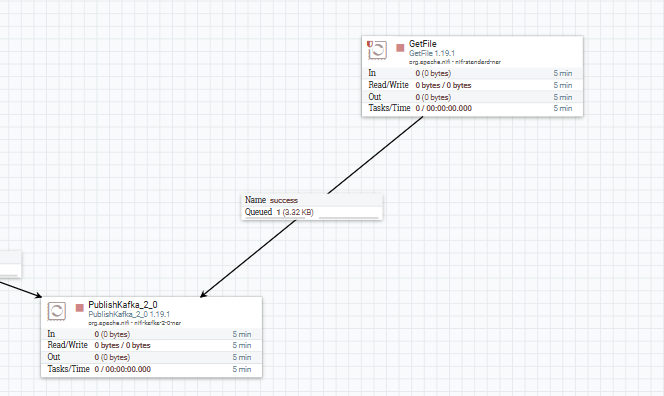 GetFile
GetFile 1.19.1
org.apache.nifi - nifi-standard-nar
In 0 (0 bytes) 5 min
Read/Write 0 bytes / 0 bytes 5 min
Out 0 (0 bytes) 5 min
Tasks/Time 0 / 00:00:00.000 5 min
Name success
Queued 1 (3.32 KB)
PublishKafka_2_0
PublishKafka_2_0 1.19.1
org.apache.nifi - nifi-kafka-2-0-nar
In 0 (0 bytes) 5 min
Read/Write 0 bytes / 0 bytes 5 min
Out 0 (0 bytes) 5 min
Tasks/Time 0 / 00:00:00.000 5 min